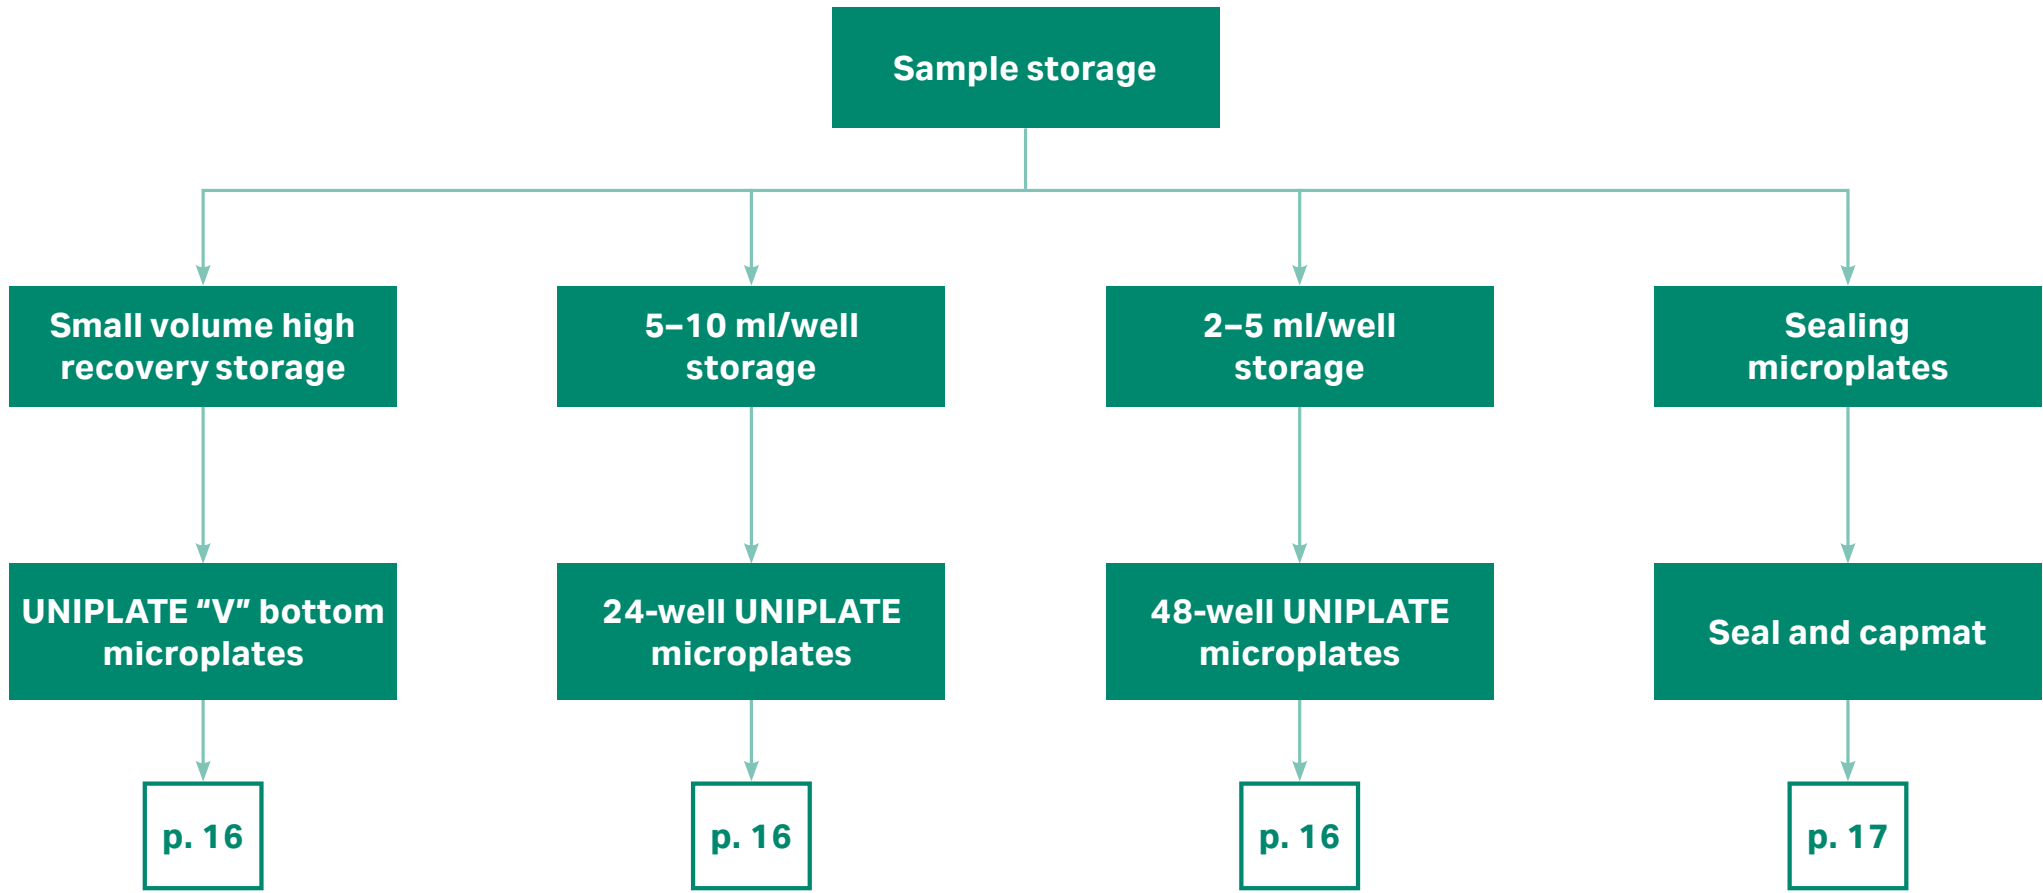 Sample storage
Small volume high
recovery storage
5–10 ml/well
storage
2–5 ml/well
storage
Sealing
microplates
UNIPLATE “V” bottom
microplates
24-well UNIPLATE
microplates
48-well UNIPLATE
microplates
Seal and capmat
p. 16
p. 16
p. 16
p. 17